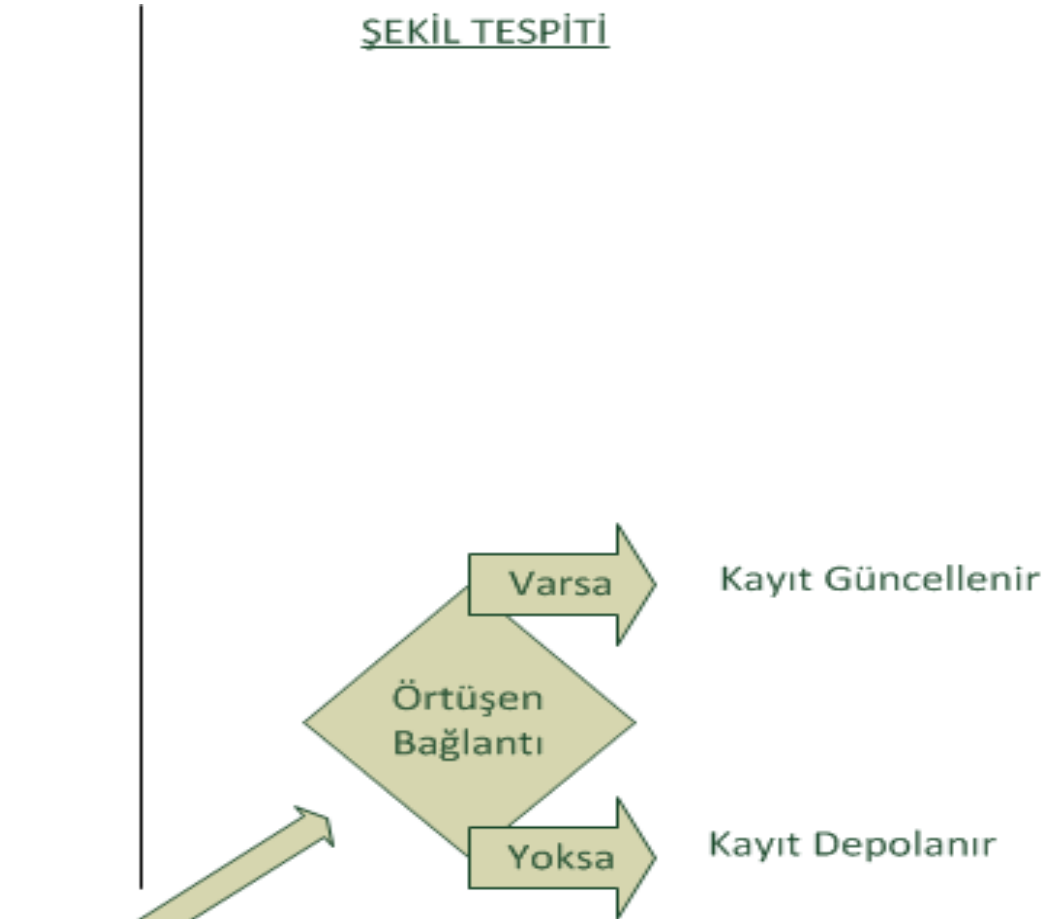 ŞEKİL TESPİTİ
Varsa
Kayıt Güncellenir
Örtüşen
Bağlantı
Yoksa
Kayıt Depolanır